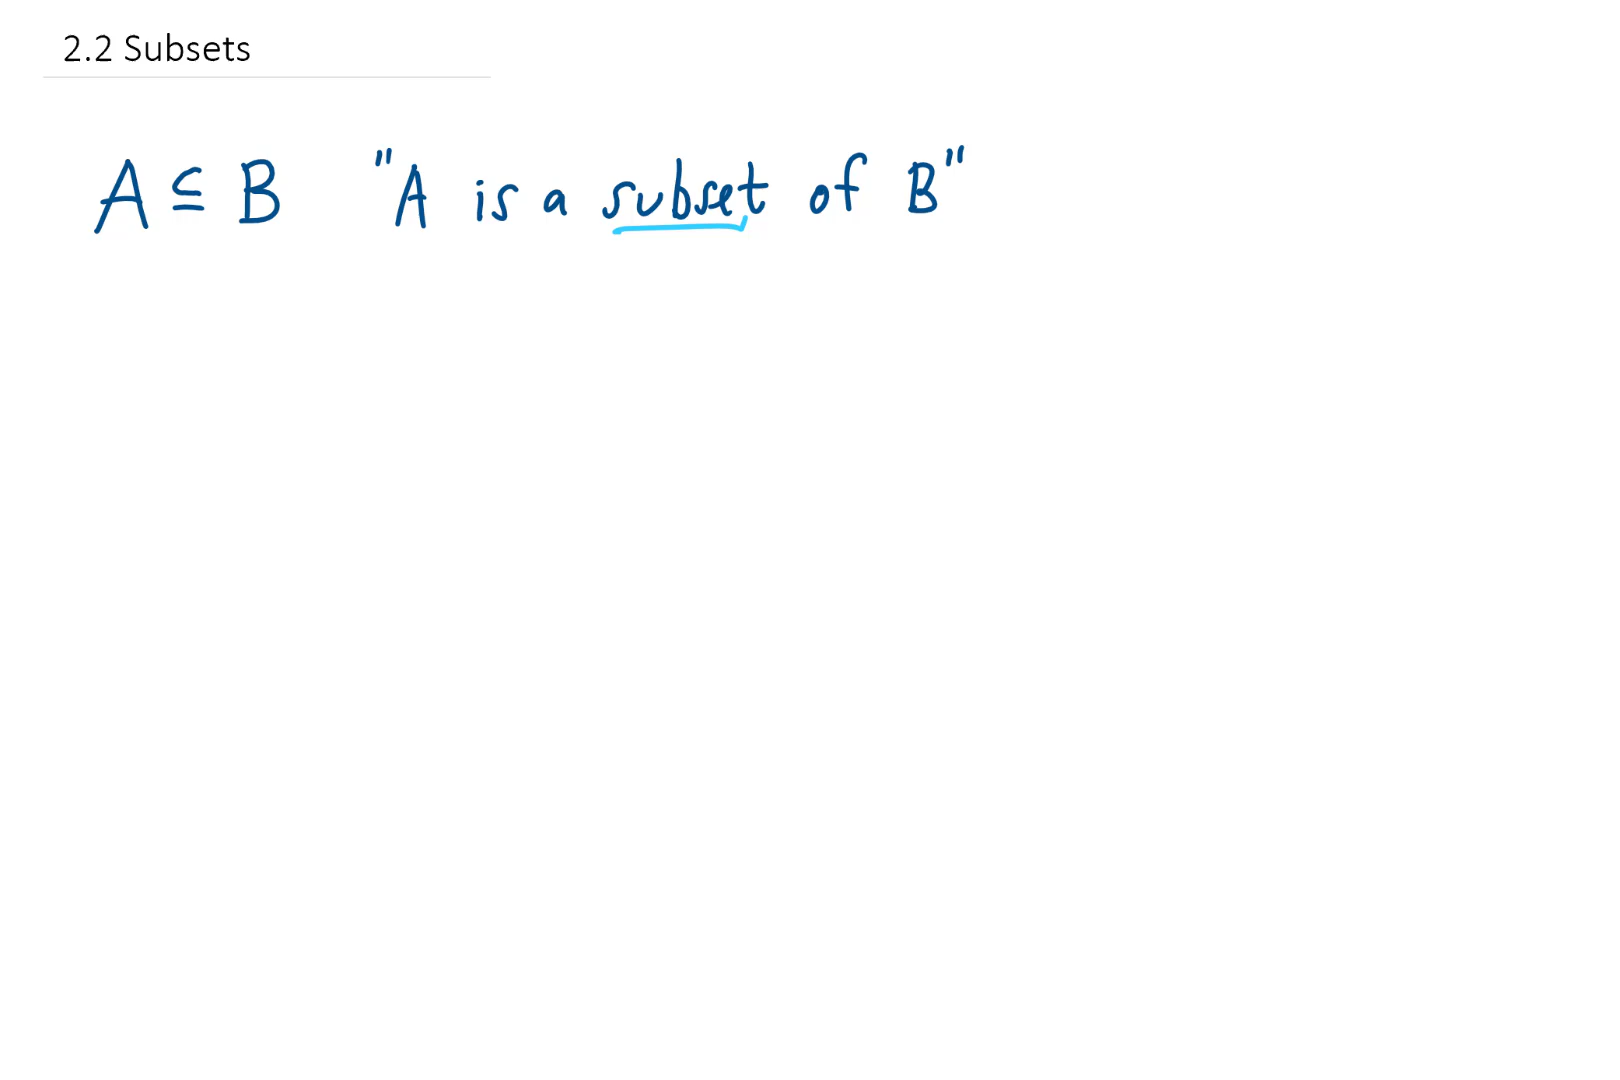 2.2 Subsets
A ⊆ B "A is a subset of B"